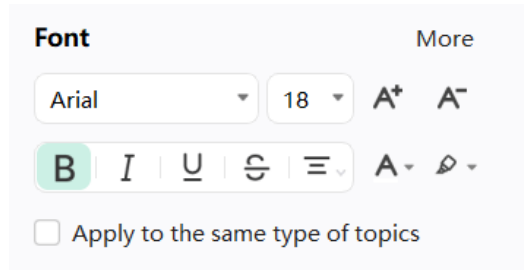 Font More
Arial 18 A+ A-
B I U S A
Apply to the same type of topics